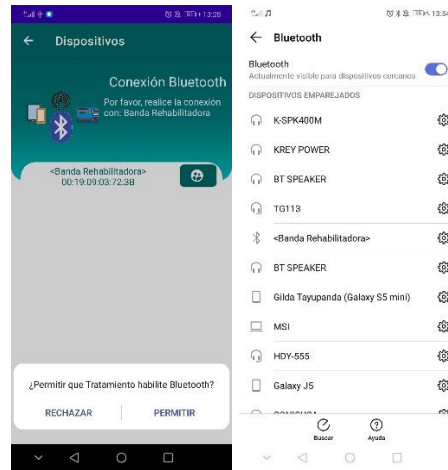 13:28
Dispositivos
Conexión Bluetooth
Por favor, realice la conexión
con: Banda Rehabilitadora
<Banda Rehabilitadora>
00:19:09:03:72:3B
¿Permitir que Tratamiento habilite Bluetooth?
RECHAZAR
PERMITIR
Bluetooth
Bluetooth
Actualmente visible para dispositivos cercanos
DISPOSITIVOS EMPAREJADOS
K-SPK400M
KREY POWER
BT SPEAKER
TG113
<Banda Rehabilitadora>
BT SPEAKER
Gilda Tayupanda (Galaxy S5 mini)
MSI
HDY-555
Galaxy J5
Buscar
Ayuda